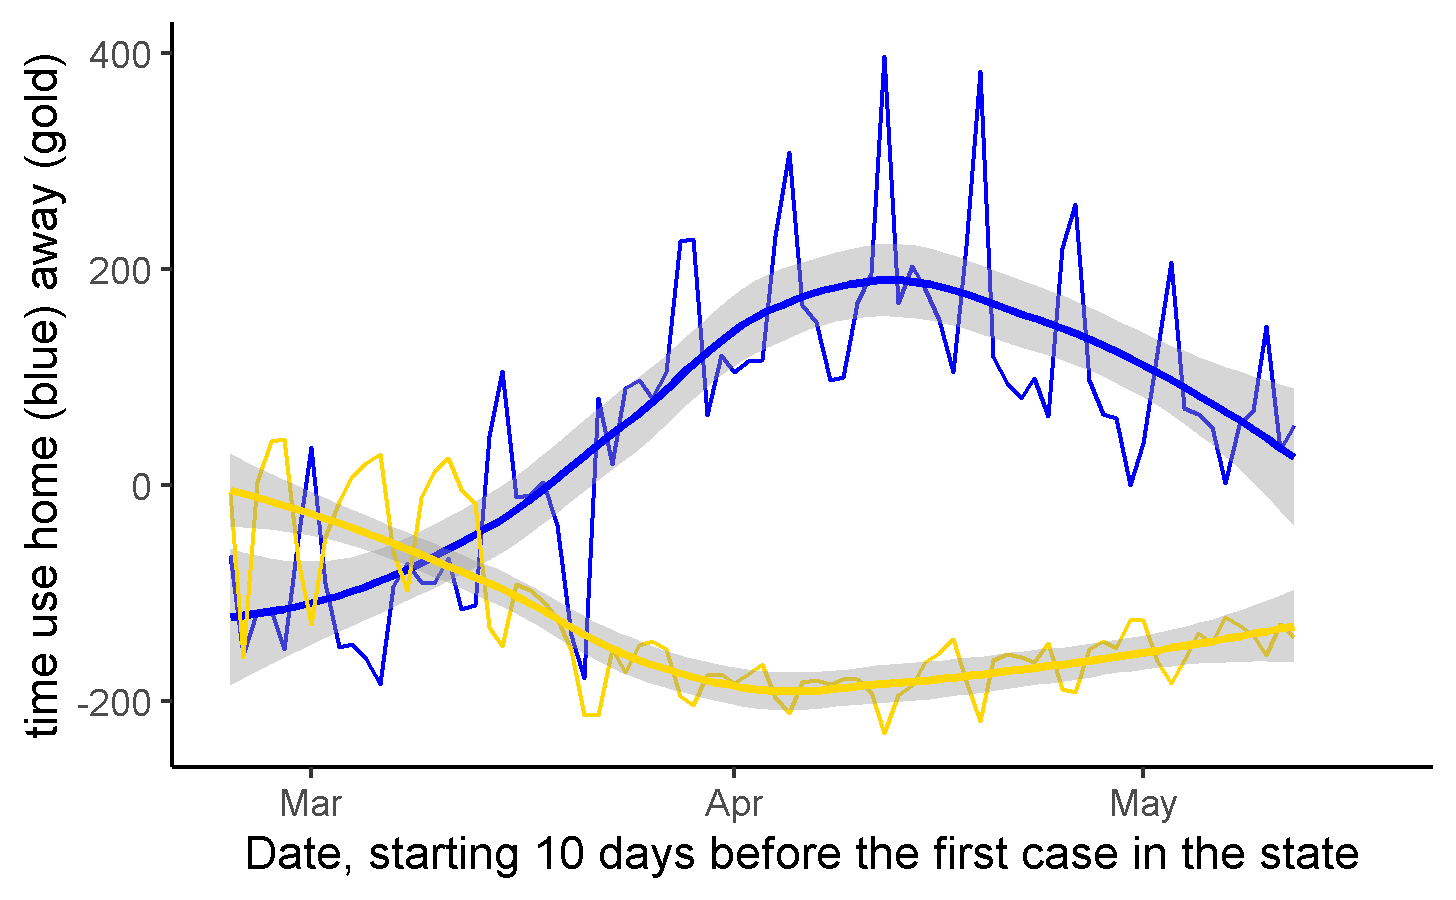 time use home (blue) away (gold)
400
200
0
-200
Mar Apr May
Date, starting 10 days before the first case in the state